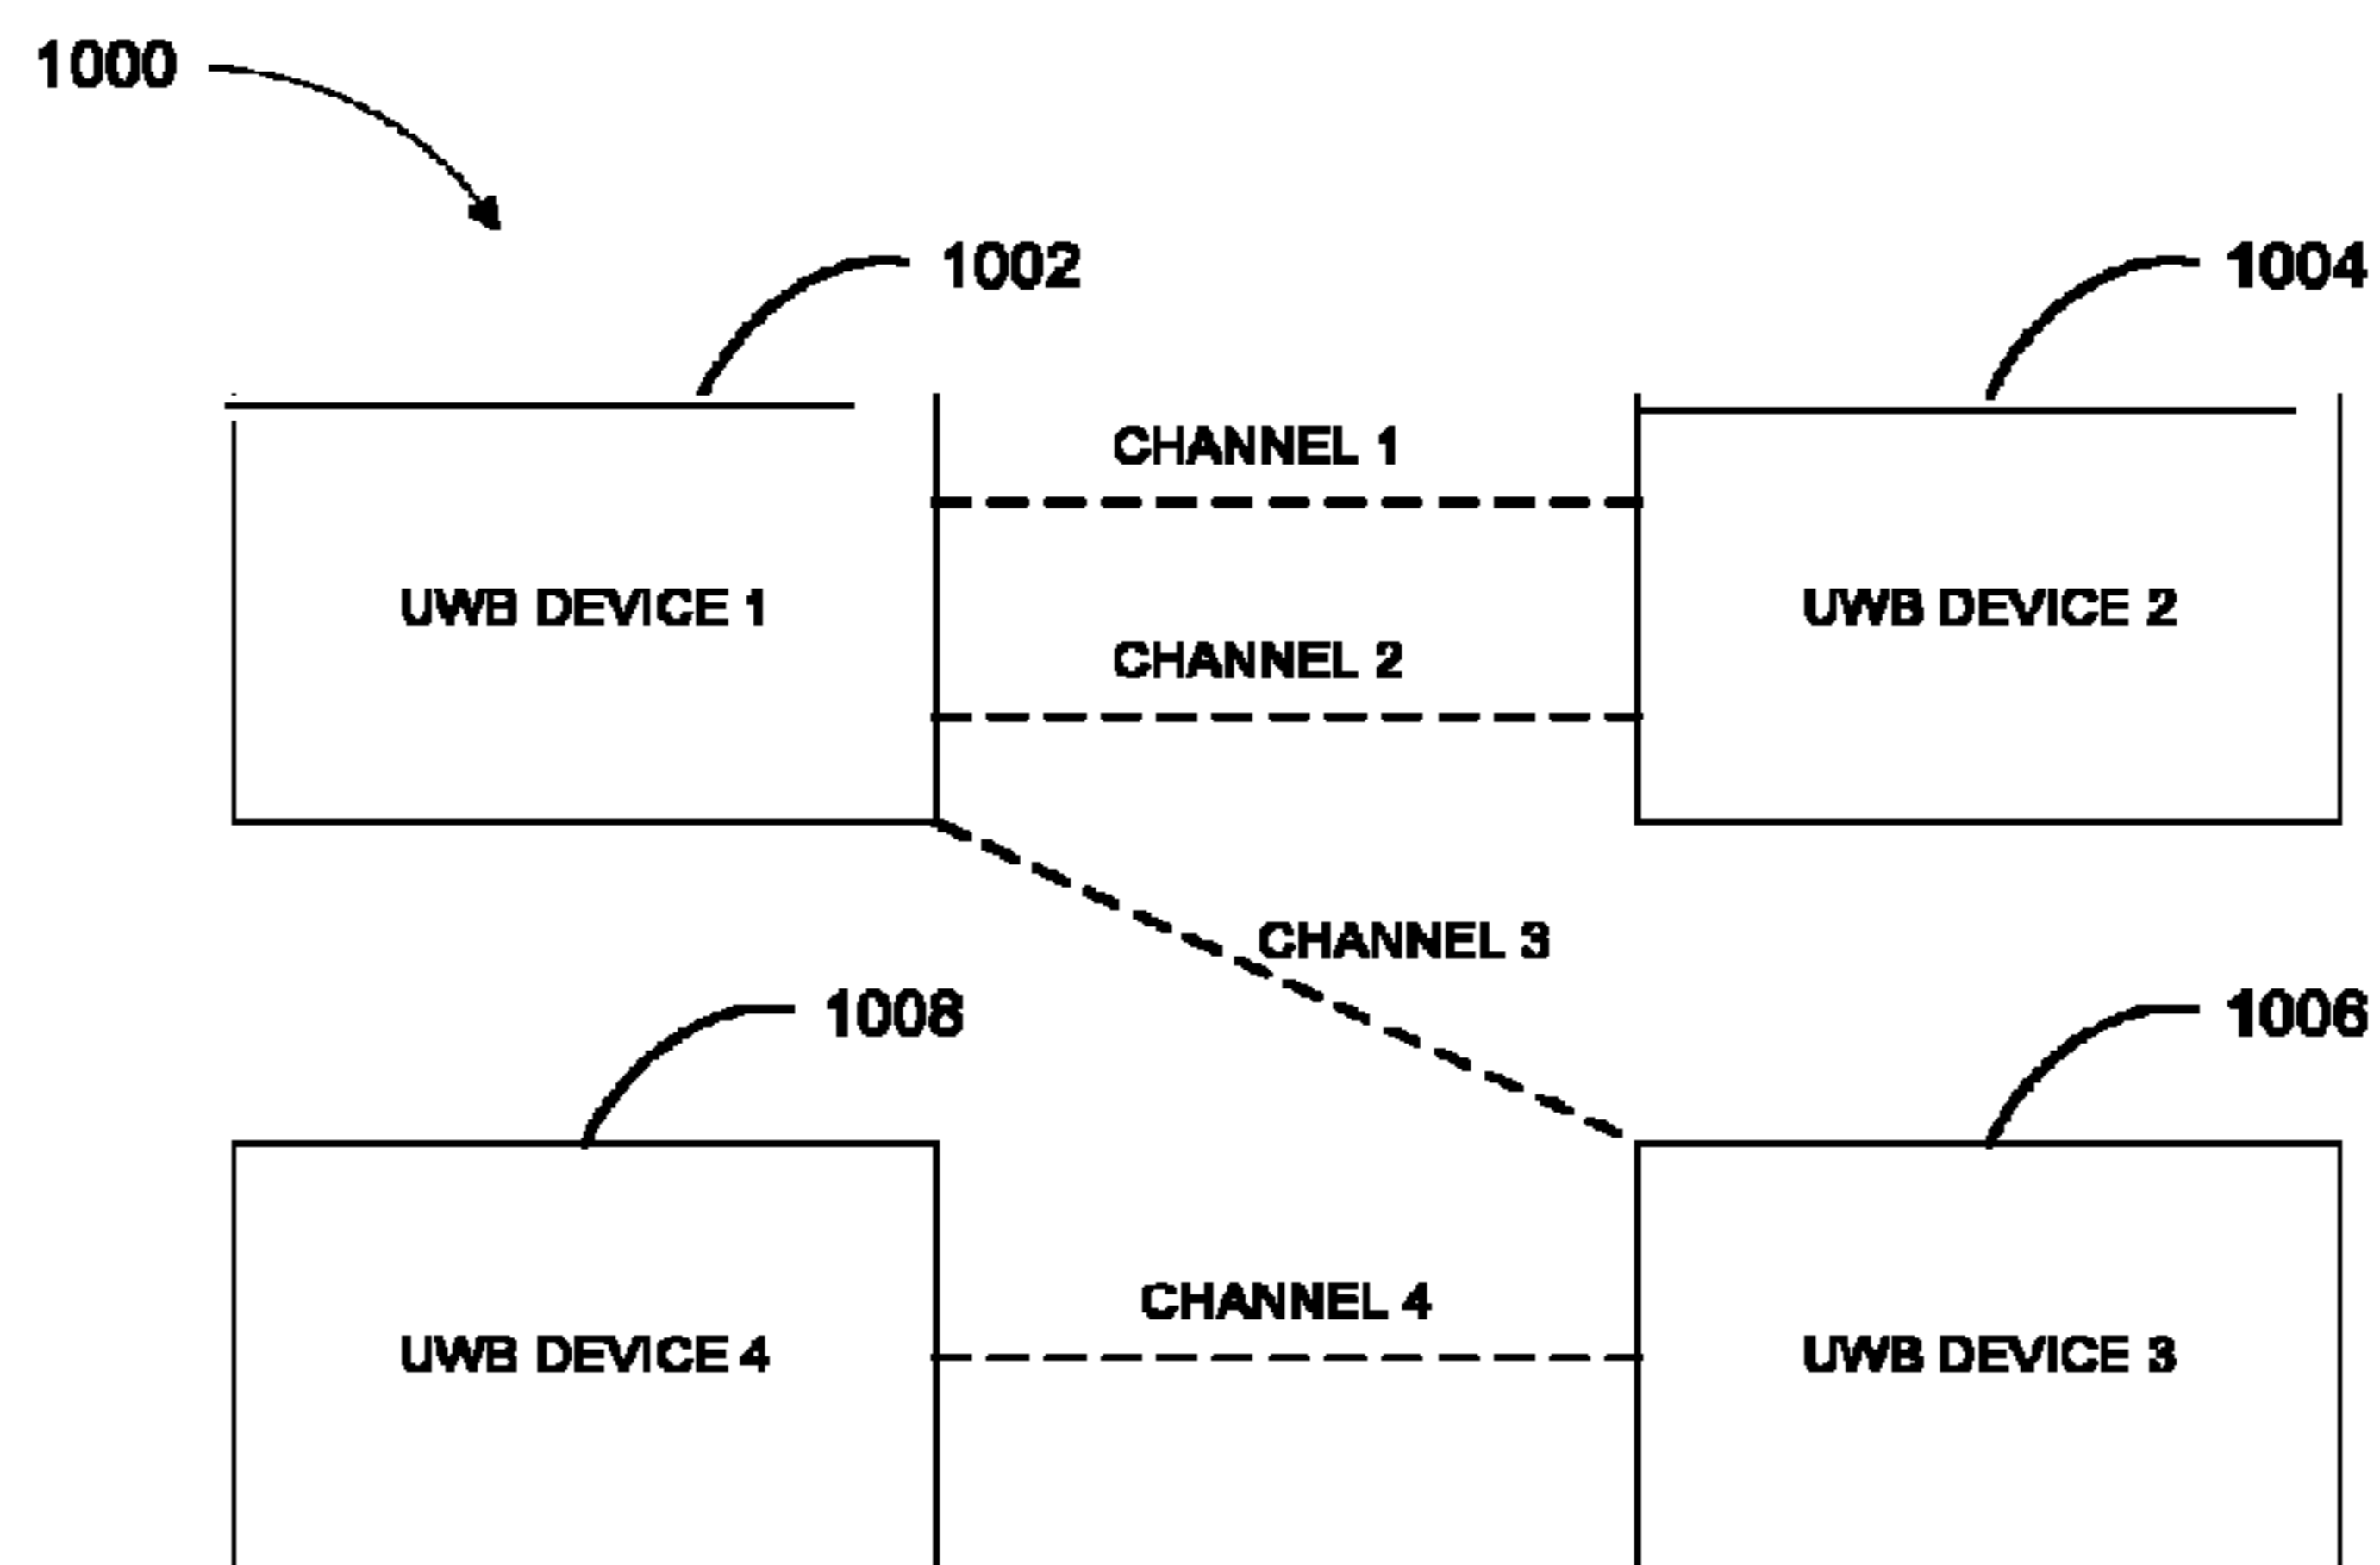 1000
1002
1004
CHANNEL 1
UWB DEVICE 1
UWB DEVICE 2
CHANNEL 2
CHANNEL 3
1008
1006
CHANNEL 4
UWB DEVICE 4
UWB DEVICE 3